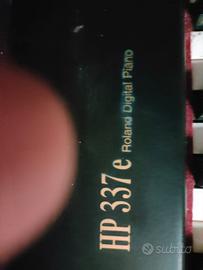 HP 337e Roland Digital Piano
subito